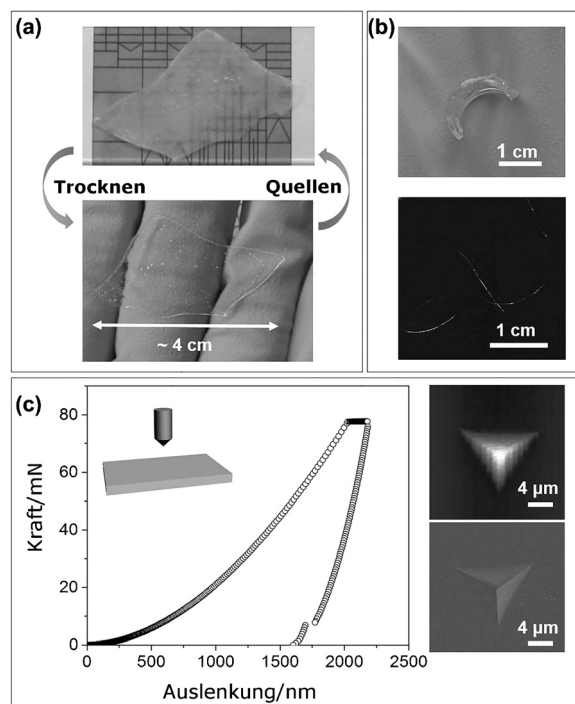 (a)
Trocknen Quellen
~ 4 cm
(b)
1 cm
1 cm
(c)
80
60
40
20
0
Kraft/mN
0 500 1000 1500 2000 2500
Auslenkung/nm
4 µm
4 µm